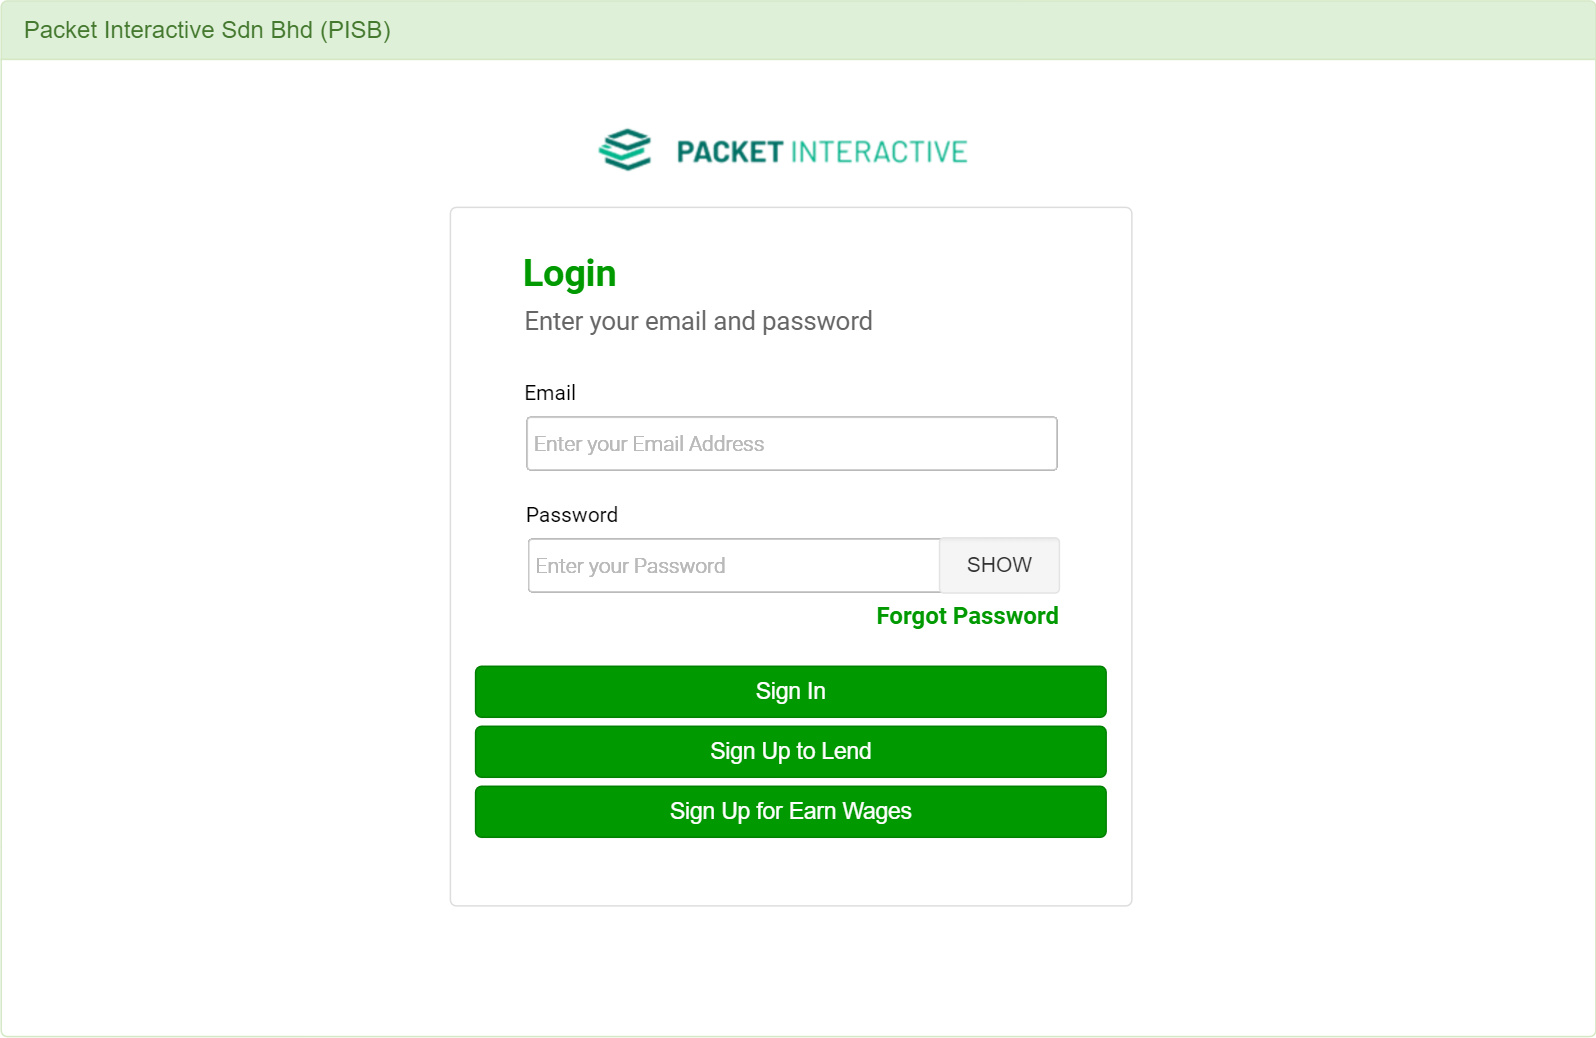 Packet Interactive Sdn Bhd (PISB)
PACKET INTERACTIVE
Login
Enter your email and password
Email
Enter your Email Address
Password
Enter your Password
SHOW
Forgot Password
Sign In
Sign Up to Lend
Sign Up for Earn Wages